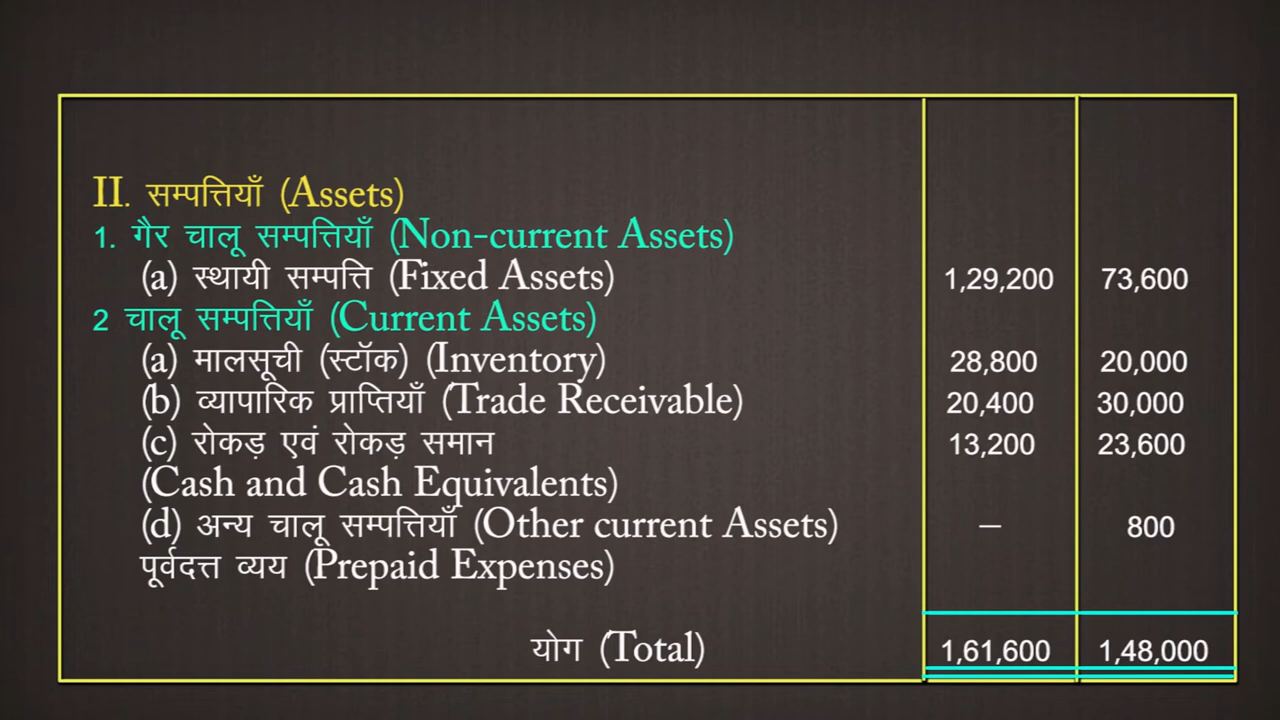 II. सम्पत्तियाँ (Assets)
1. गैर चालू सम्पत्तियाँ (Non-current Assets)
(a) स्थायी सम्पत्ति (Fixed Assets) 1,29,200 73,600
2 चालू सम्पत्तियाँ (Current Assets)
(a) मालसूची (स्टॉक) (Inventory) 28,800 20,000
(b) व्यापारिक प्राप्तियाँ (Trade Receivable) 20,400 30,000
(c) रोकड़ एवं रोकड़ समान 13,200 23,600
(Cash and Cash Equivalents)
(d) अन्य चालू सम्पत्तियाँ (Other current Assets) — 800
पूर्वदत्त व्यय (Prepaid Expenses)
योग (Total) 1,61,600 1,48,000